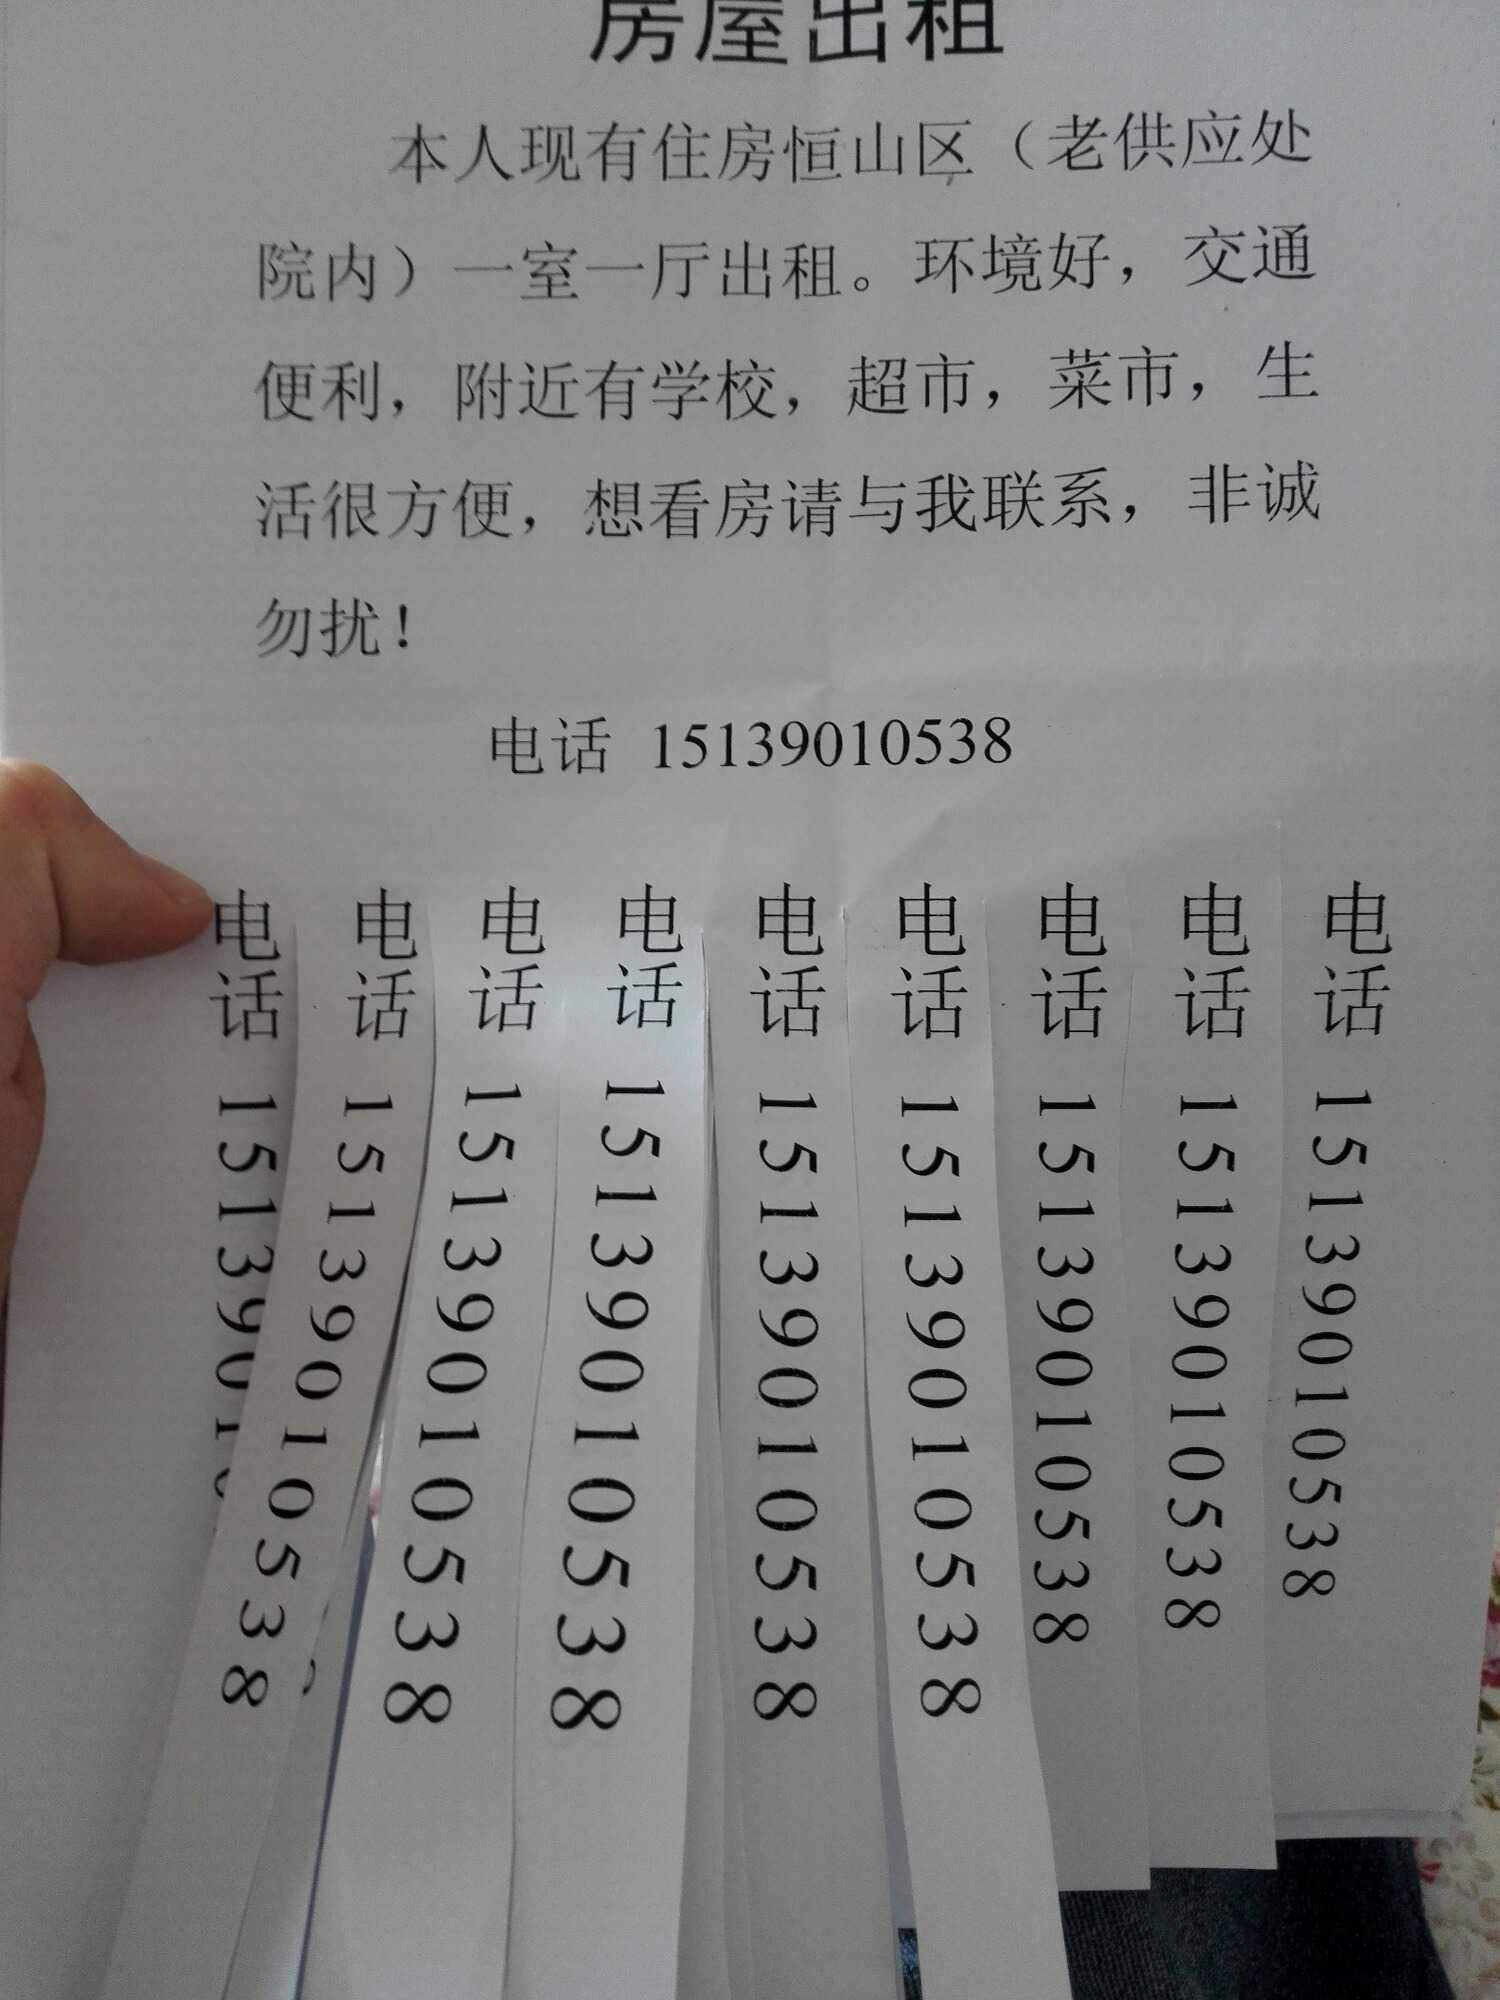 房屋出租
本人现有住房恒山区（老供应处
院内）一室一厅出租。环境好，交通
便利，附近有学校，超市，菜市，生
活很方便，想看房请与我联系，非诚
勿扰！
电话 15139010538
电话 1513901
电话 15139010538
电话 15139010538
电话 15139010538
电话 15139010538
电话 15139010538
电话 15139010538
电话 15139010538
电话 15139010538